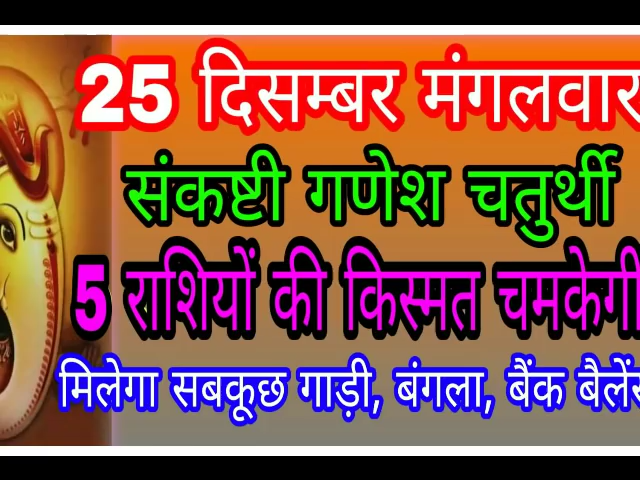 25 दिसम्बर मंगलवार
संकष्टी गणेश चतुर्थी
5 राशियों की किस्मत चमकेगी
मिलेगा सबकूछ गाड़ी, बंगला, बैंक बैलेंस